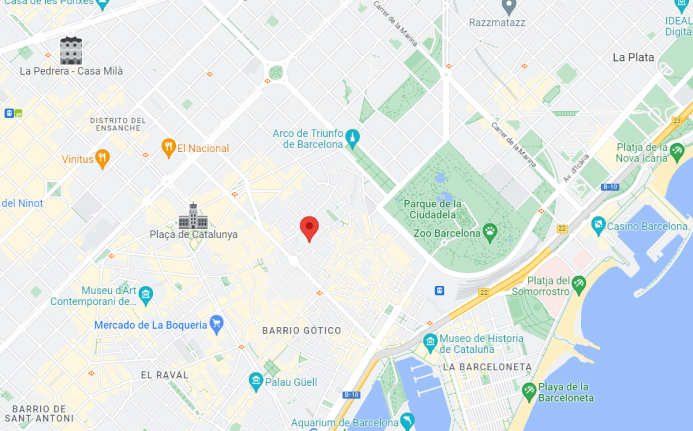 Casa de les Punxes
Razzmatazz
IDEAL
Digita
Carrer de la Marina
La Plata
La Pedrera - Casa Milà
DISTRITO DEL
ENSANCHE
Arco de Triunfo
de Barcelona
Carrer de la Marina
23
El Nacional
Vinitus
Platja de la
Nova Icària
Av. d'Icària
B-10
del Ninot
Parque de la
Ciudadela
Plaça de Catalunya
Zoo Barcelona
22
Casino Barcelona
Museu d'Art
Contemporani de...
Platja del
Somorrostro
22
Mercado de La Boqueria
BARRIO GÓTICO
Museo de Historia
de Cataluña
LA BARCELONETA
EL RAVAL
Palau Güell
Playa de la
Barceloneta
B-10
BARRIO DE
SANT ANTONI
Aquarium de Barcelona